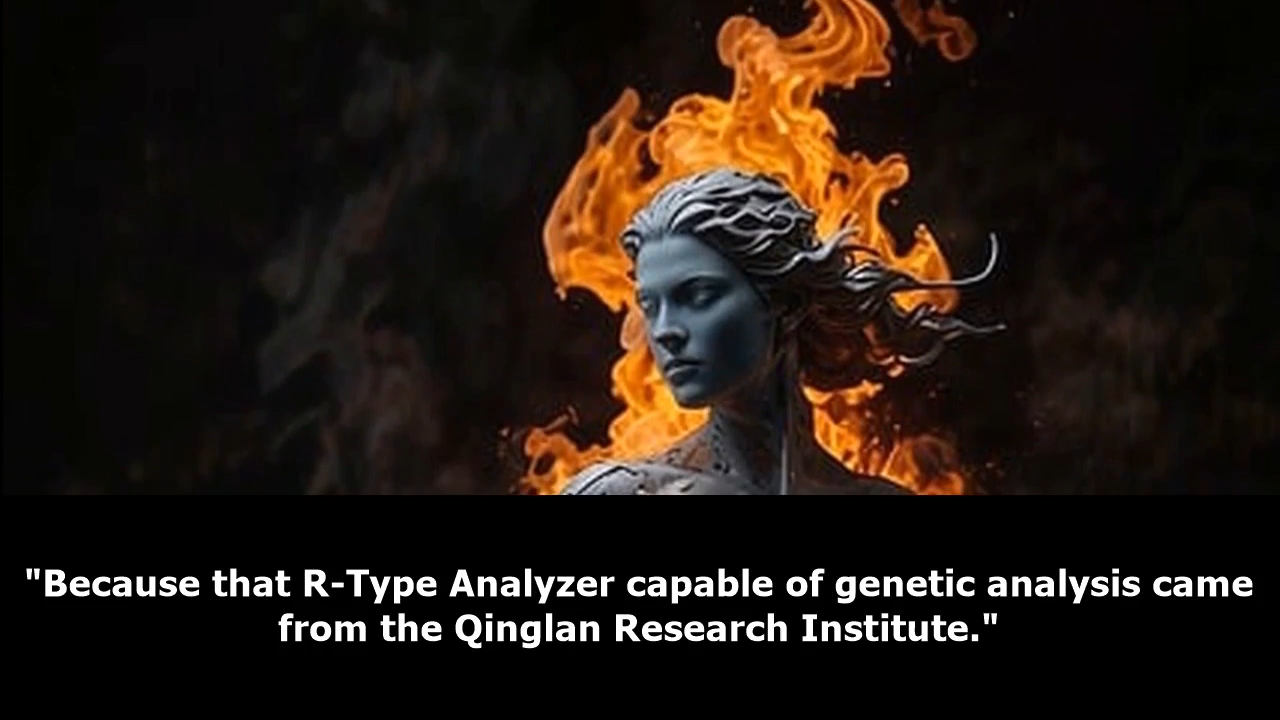 "Because that R-Type Analyzer capable of genetic analysis came
from the Qinglan Research Institute."